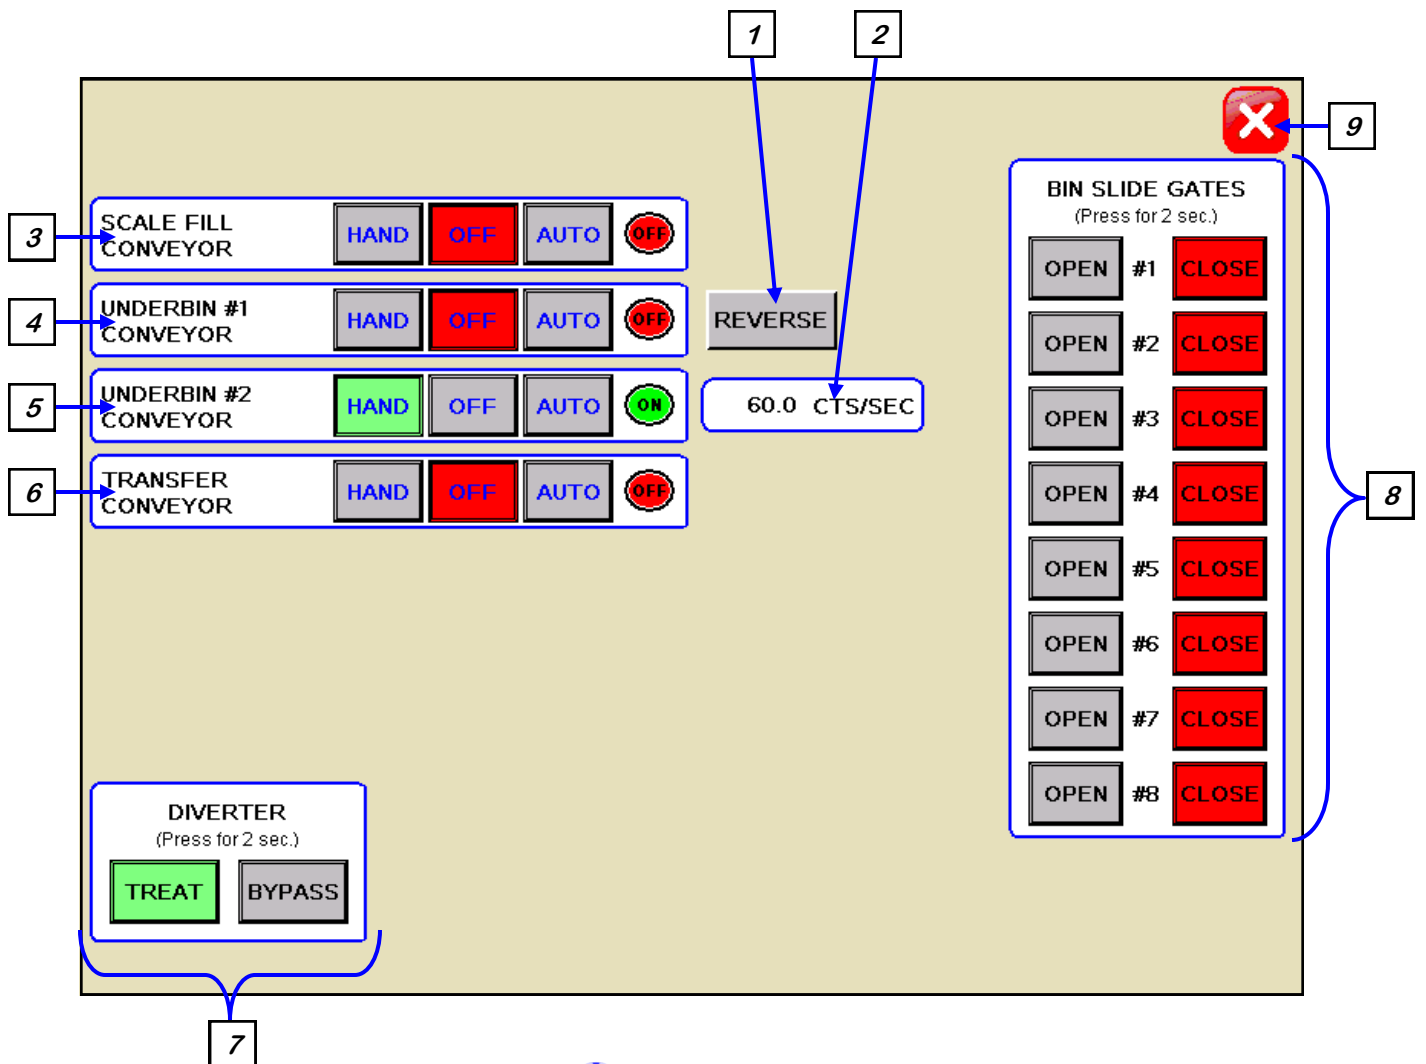 1
2
9
3
SCALE FILL
CONVEYOR
HAND OFF AUTO OFF
4
UNDERBIN #1
CONVEYOR
HAND OFF AUTO OFF
REVERSE
5
UNDERBIN #2
CONVEYOR
HAND OFF AUTO ON
60.0 CTS/SEC
6
TRANSFER
CONVEYOR
HAND OFF AUTO OFF
BIN SLIDE GATES
(Press for 2 sec.)
OPEN #1 CLOSE
OPEN #2 CLOSE
OPEN #3 CLOSE
OPEN #4 CLOSE
OPEN #5 CLOSE
OPEN #6 CLOSE
OPEN #7 CLOSE
OPEN #8 CLOSE
8
DIVERTER
(Press for 2 sec.)
TREAT BYPASS
7